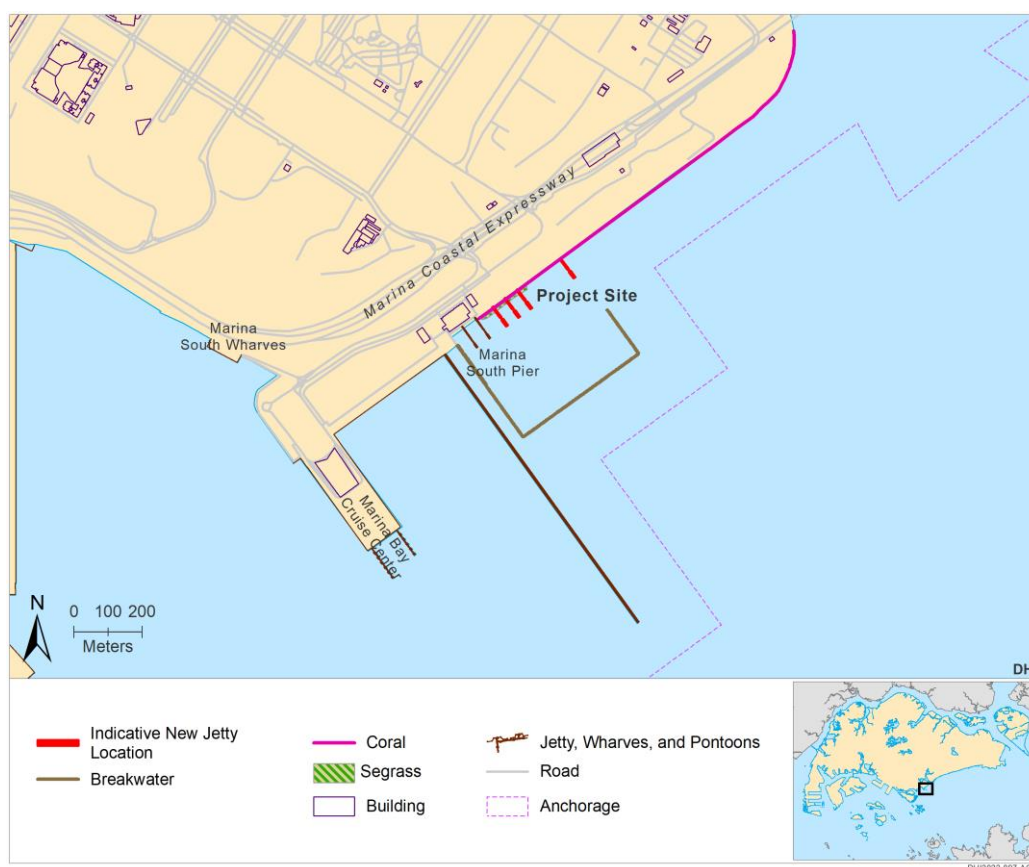 Marina Coastal Expressway
Project Site
Marina
South Wharves
Marina
South Pier
Marina Bay
Cruise Center
N
0 100 200
Meters
DH
Indicative New Jetty
Location
Breakwater
Coral
Segrass
Building
Jetty, Wharves, and Pontoons
Road
Anchorage